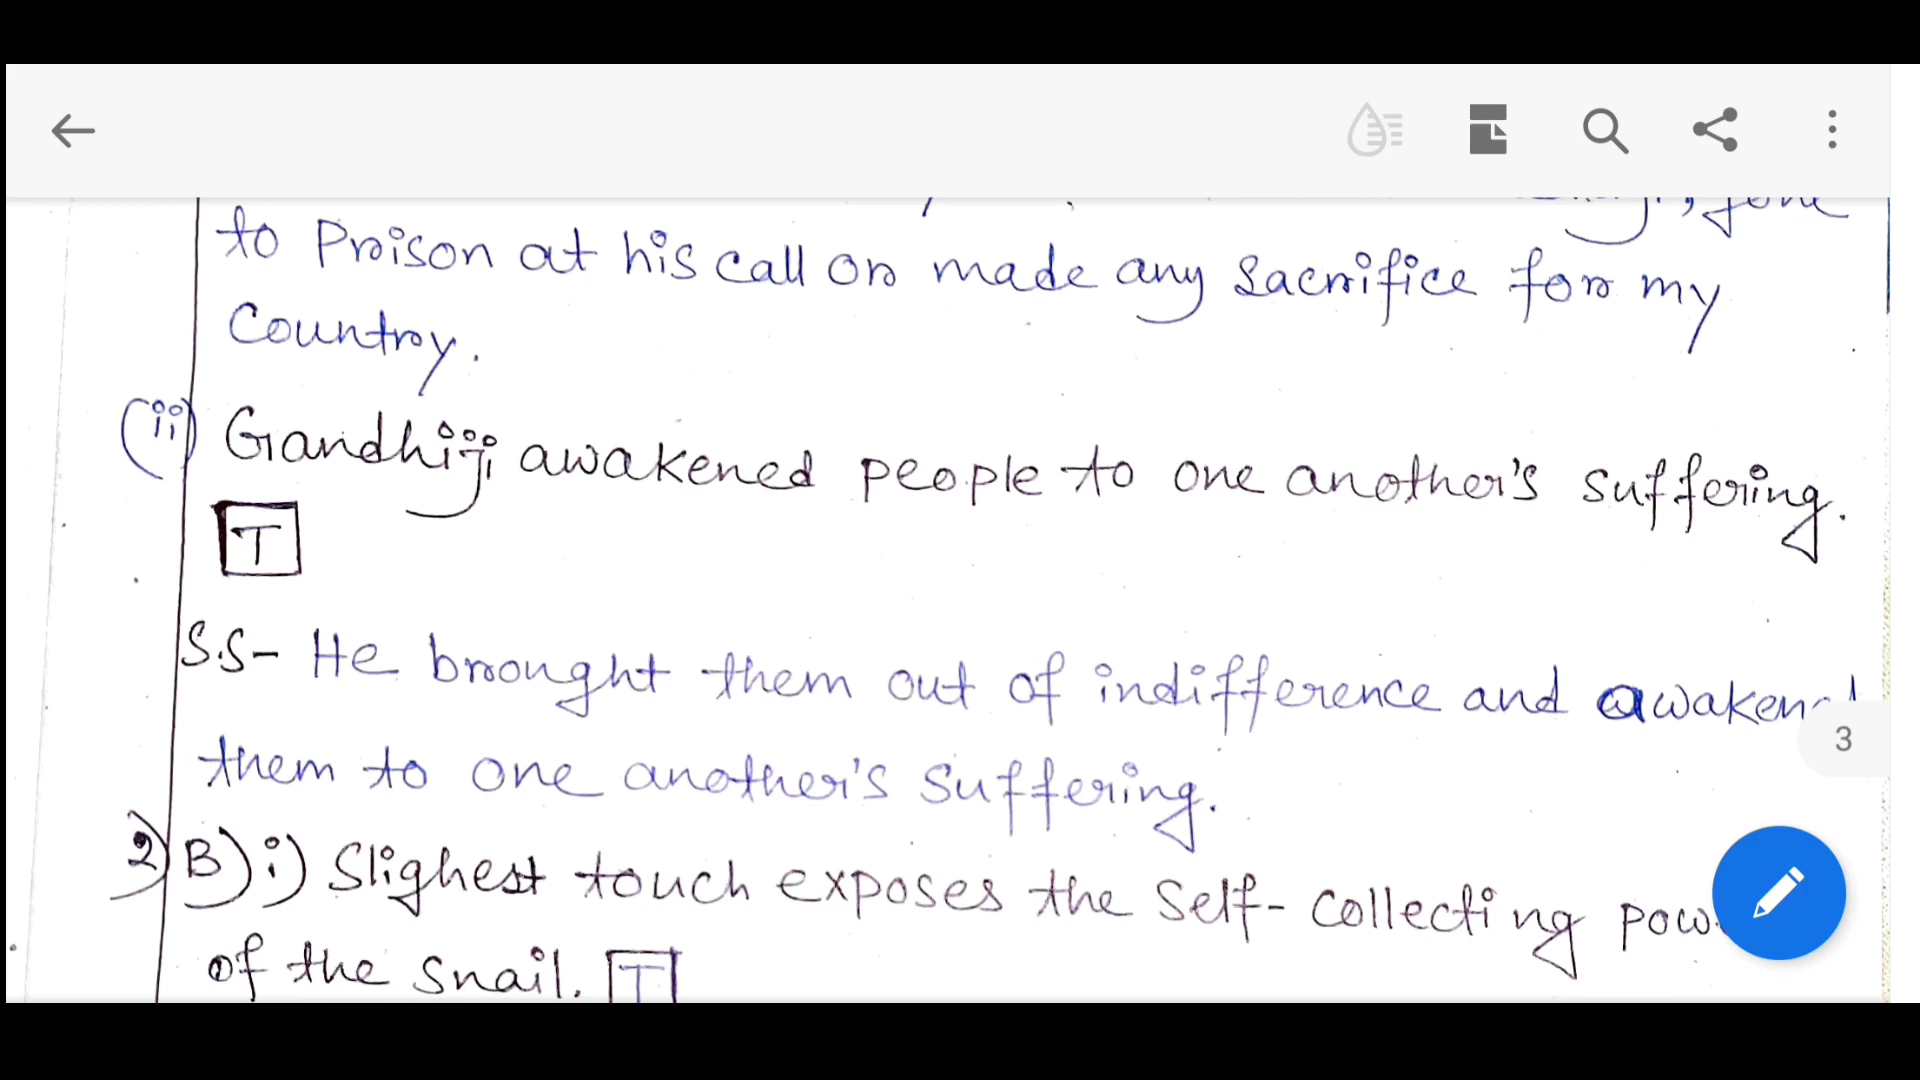 to Prison at his call or made any Sacrifice for my
Country.
(ii) Gandhiji awakened people to one another's suffering.
T
S.S- He brought them out of indifference and
them to one another's suffering.
2) B) i) Slighest touch exposes the Self-collecting
of the Snail. T
3